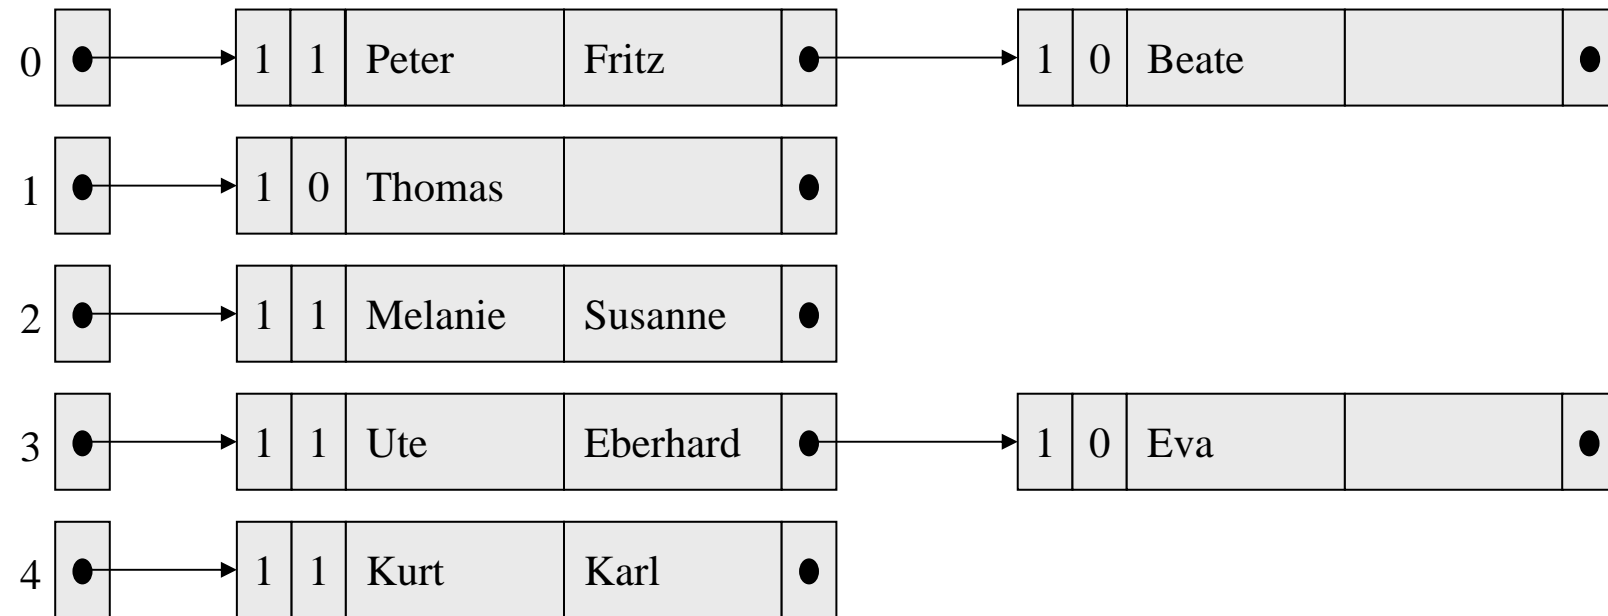 0 1 1 Peter Fritz 1 0 Beate
1 1 0 Thomas
2 1 1 Melanie Susanne
3 1 1 Ute Eberhard 1 0 Eva
4 1 1 Kurt Karl